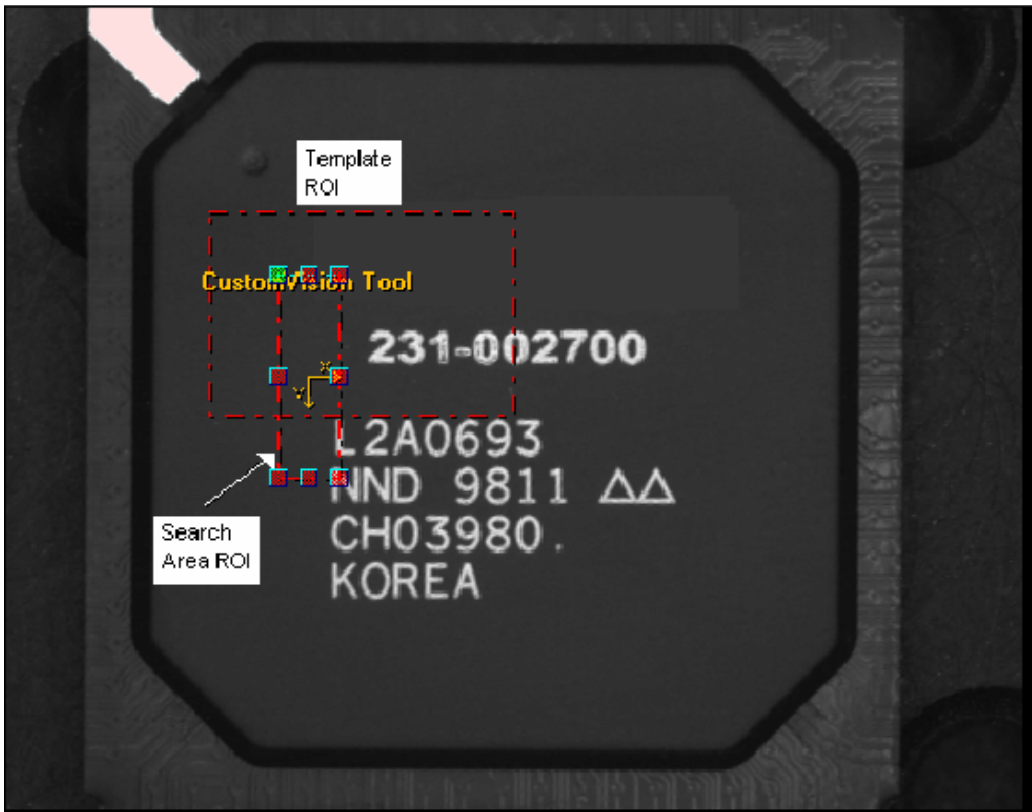 Template
ROI
CustomVision Tool
X
Y
231-002700
L2A0693
NND 9811 ΔΔ
CH03980.
KOREA
Search
Area ROI